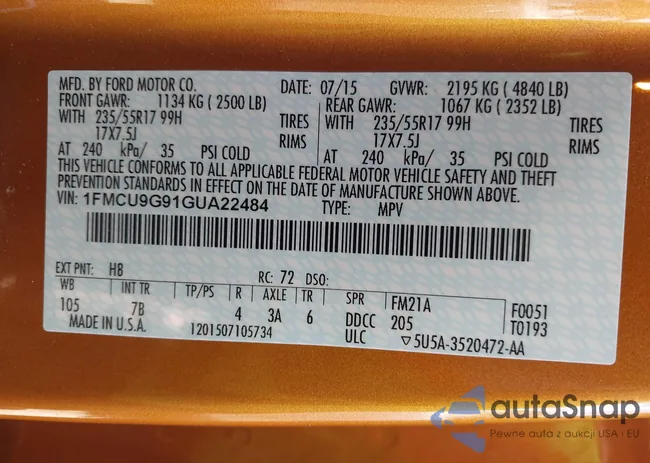 MFD. BY FORD MOTOR CO. DATE: 07/15 GVWR: 2195 KG ( 4840 LB)
FRONT GAWR: 1134 KG ( 2500 LB) REAR GAWR: 1067 KG ( 2352 LB)
WITH 235/55R17 99H TIRES WITH 235/55R17 99H TIRES
17X7.5J RIMS 17X7.5J RIMS
AT 240 kPa/ 35 PSI COLD AT 240 kPa/ 35 PSI COLD
THIS VEHICLE CONFORMS TO ALL APPLICABLE FEDERAL MOTOR VEHICLE SAFETY AND THEFT
PREVENTION STANDARDS IN EFFECT ON THE DATE OF MANUFACTURE SHOWN ABOVE.
VIN: 1FMCU9G91GUA22484 TYPE: MPV
EXT PNT: H8 RC: 72 DSO:
WB INT TR TP/PS R AXLE TR SPR FM21A F0051
105 7B 4 3A 6 DDCC 205 T0193
MADE IN U.S.A. 1201507105734 ULC ▽5U5A-3520472-AA
autoSnap
Pewne auta z aukcji USA i EU